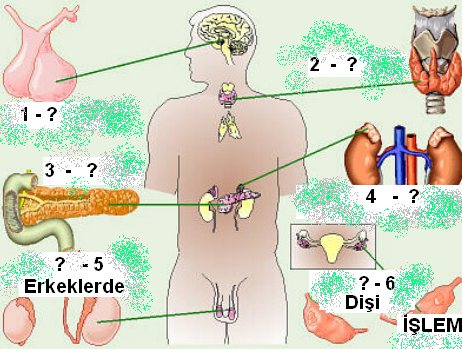 2 - ?
1 - ?
3 - ?
4 - ?
? - 5
Erkeklerde
? - 6
Dişi
İŞLEM